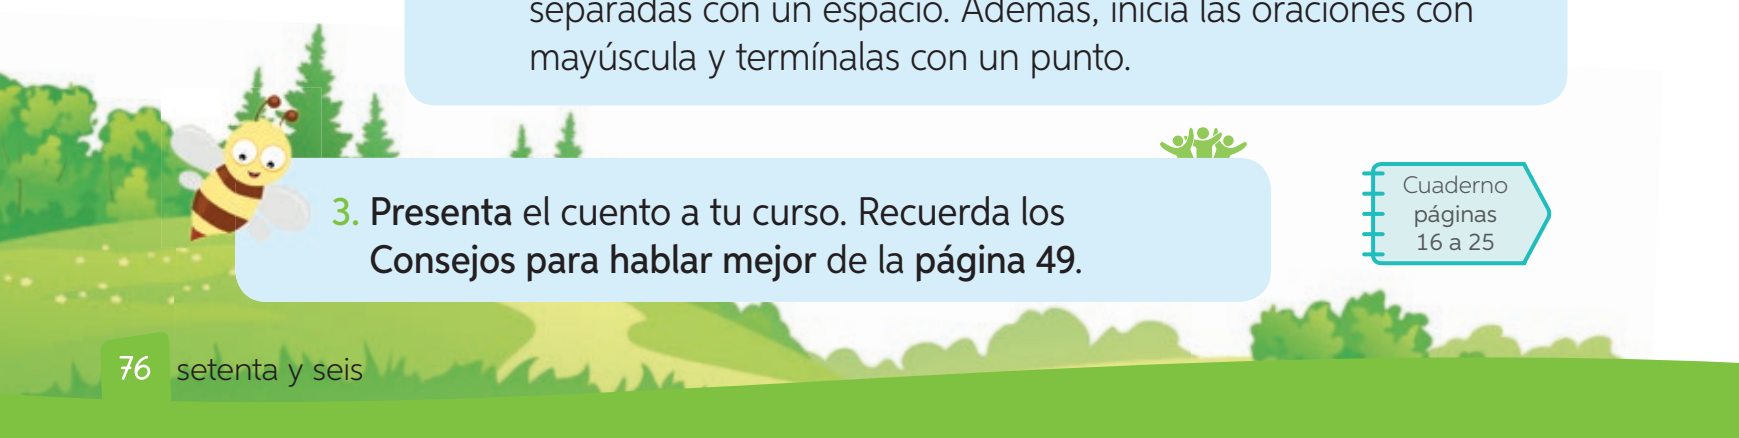 separadas con un espacio. Además, inicia las oraciones con
mayúscula y termínalas con un punto.
3. Presenta el cuento a tu curso. Recuerda los
Consejos para hablar mejor de la página 49.
Cuaderno
páginas
16 a 25
76 setenta y seis